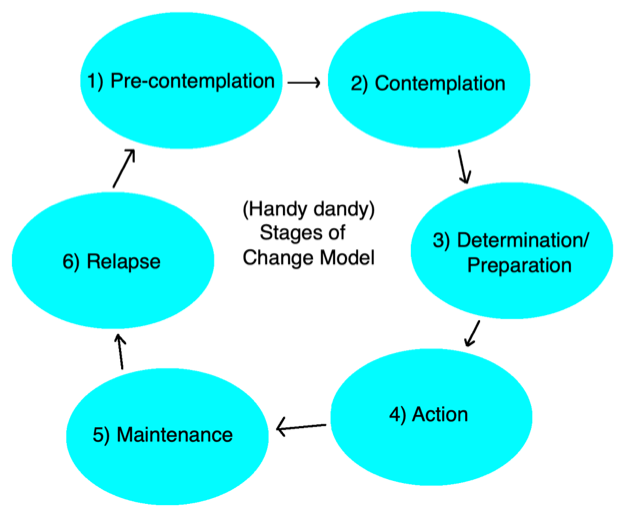 1) Pre-contemplation
2) Contemplation
(Handy dandy)
Stages of
Change Model
3) Determination/
Preparation
6) Relapse
4) Action
5) Maintenance